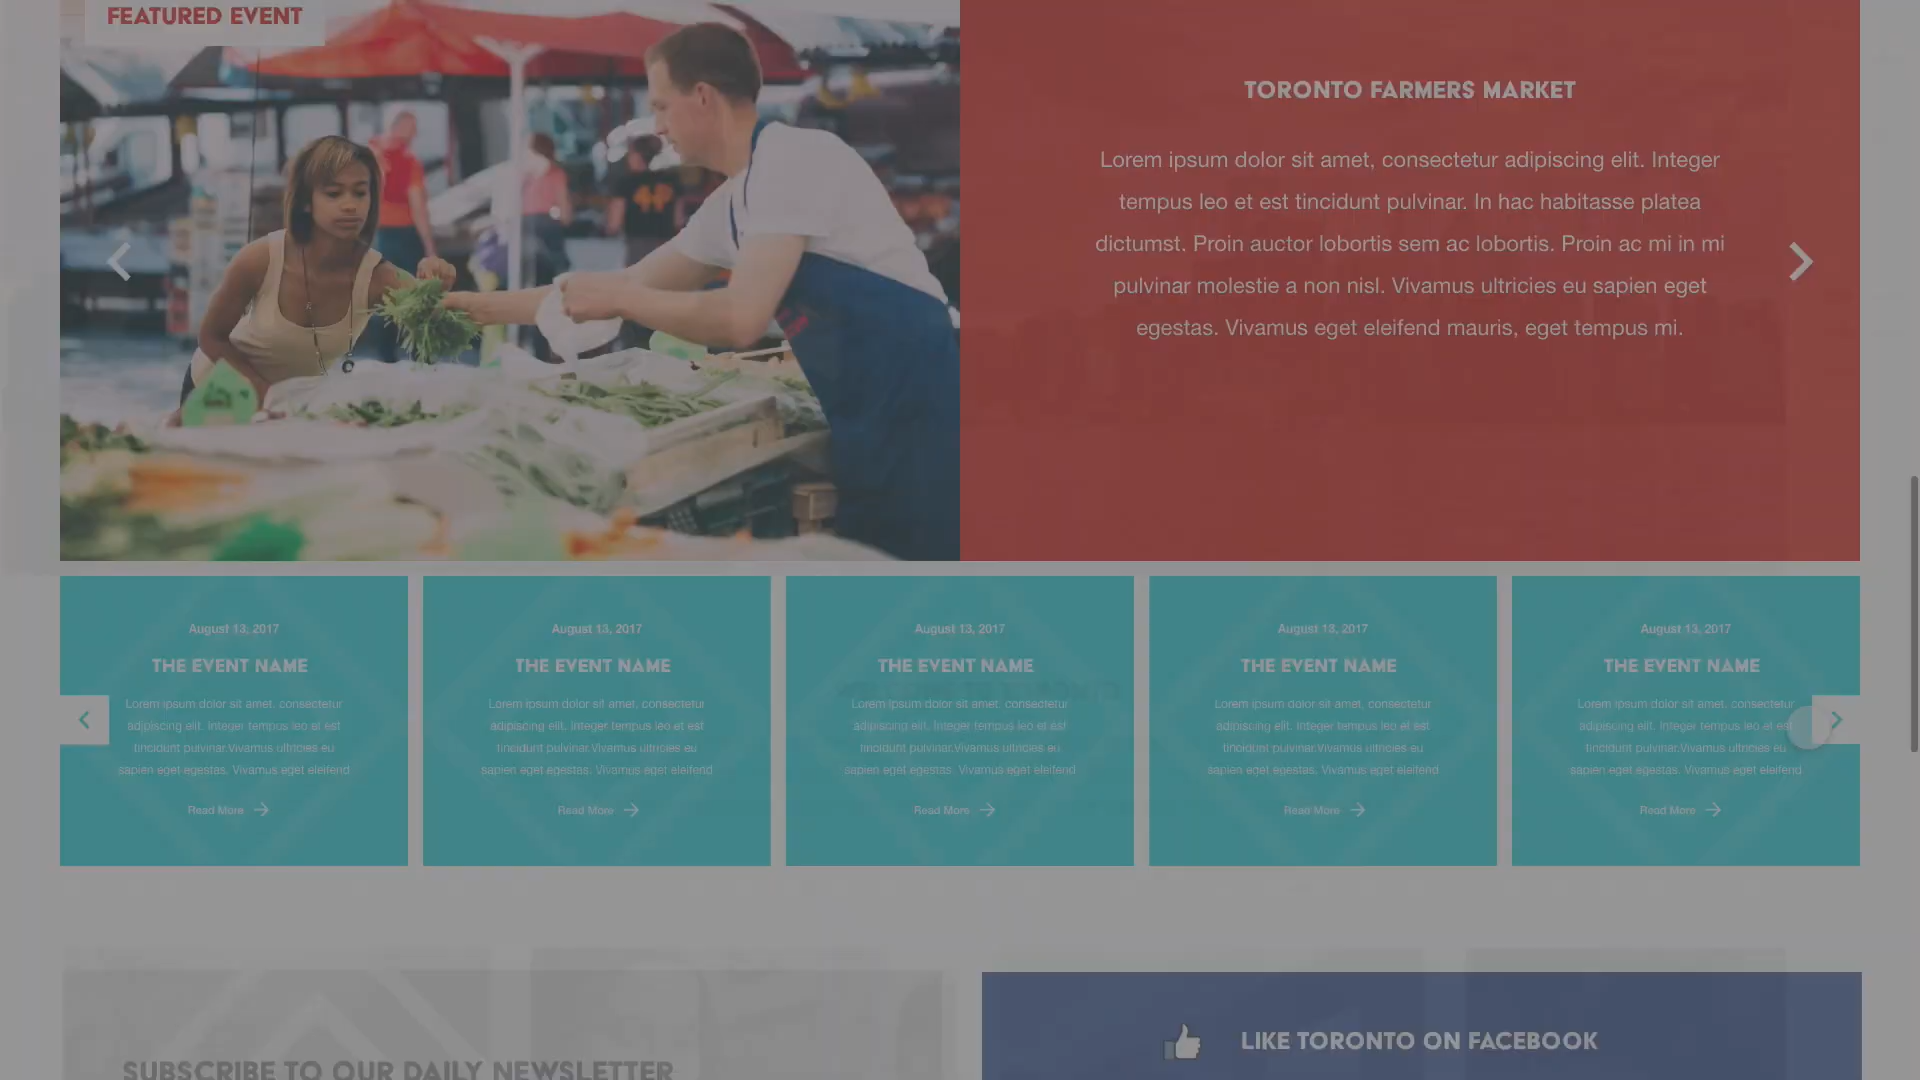 FEATURED EVENT
TORONTO FARMERS MARKET
Lorem ipsum dolor sit amet, consectetur adipiscing elit. Integer
tempus leo et est tincidunt pulvinar. In hac habitasse platea
dictumst. Proin auctor lobortis sem ac lobortis. Proin ac mi in mi
pulvinar molestie a non nisl. Vivamus ultricies eu sapien eget
egestas. Vivamus eget eleifend mauris, eget tempus mi.
August 13, 2017
THE EVENT NAME
Lorem ipsum dolor sit amet, consectetur
adipiscing elit. Integer tempus leo et est
tincidunt pulvinar.Vivamus ultricies eu
sapien eget egestas. Vivamus eget eleifend
Read More
August 13, 2017
THE EVENT NAME
Lorem ipsum dolor sit amet, consectetur
adipiscing elit. Integer tempus leo et est
tincidunt pulvinar.Vivamus ultricies eu
sapien eget egestas. Vivamus eget eleifend
Read More
August 13, 2017
THE EVENT NAME
Lorem ipsum dolor sit amet, consectetur
adipiscing elit. Integer tempus leo et est
tincidunt pulvinar.Vivamus ultricies eu
sapien eget egestas. Vivamus eget eleifend
Read More
August 13, 2017
THE EVENT NAME
Lorem ipsum dolor sit amet, consectetur
adipiscing elit. Integer tempus leo et est
tincidunt pulvinar.Vivamus ultricies eu
sapien eget egestas. Vivamus eget eleifend
Read More
August 13, 2017
THE EVENT NAME
Lorem ipsum dolor sit amet, consectetur
adipiscing elit. Integer tempus leo et est
tincidunt pulvinar.Vivamus ultricies eu
sapien eget egestas. Vivamus eget eleifend
Read More
SUBSCRIBE TO OUR DAILY NEWSLETTER
LIKE TORONTO ON FACEBOOK